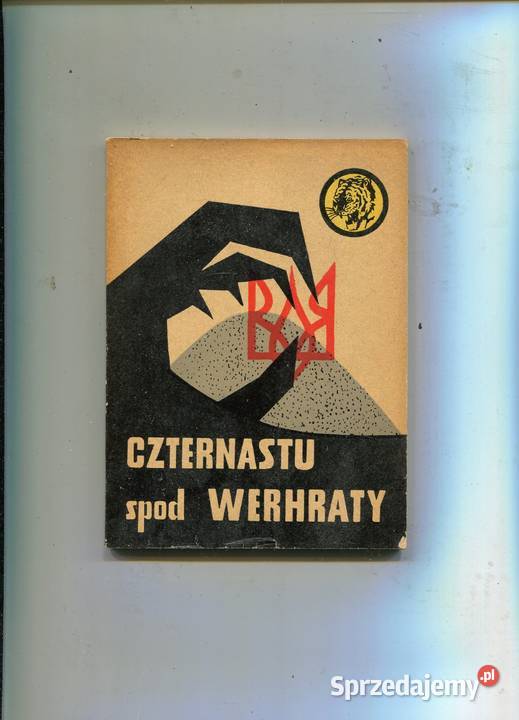 CZTERNASTU
spod WERHRATY
Sprzedajemy.pl